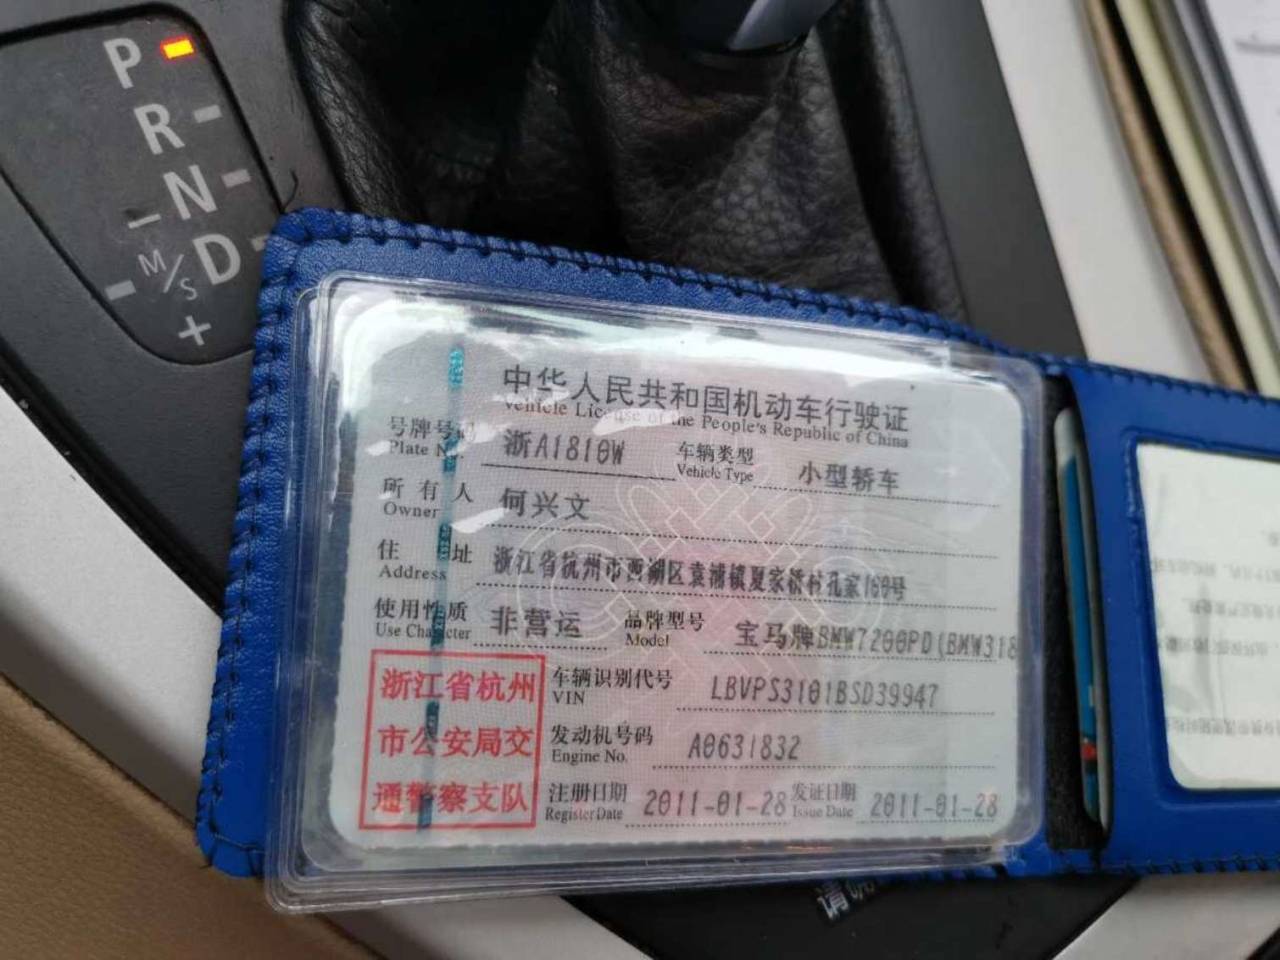 P
R
N
D
M/S
+
中华人民共和国机动车行驶证
Vehicle License of the People's Republic of China
号牌号码 浙A1810W 车辆类型 小型轿车
Plate No. Vehicle Type
所有人 何兴文
Owner
住址 浙江省杭州市西湖区袁浦镇夏家桥村孔家160号
Address
使用性质 非营运 品牌型号 宝马牌BMW7200PD(BMW318
Use Character Model
浙江省杭州
市公安局交
通警察支队
车辆识别代号 LBVPS3101BSD39947
VIN
发动机号码 A0631832
Engine No.
注册日期 2011-01-28 发证日期 2011-01-28
Register Date Issue Date
请